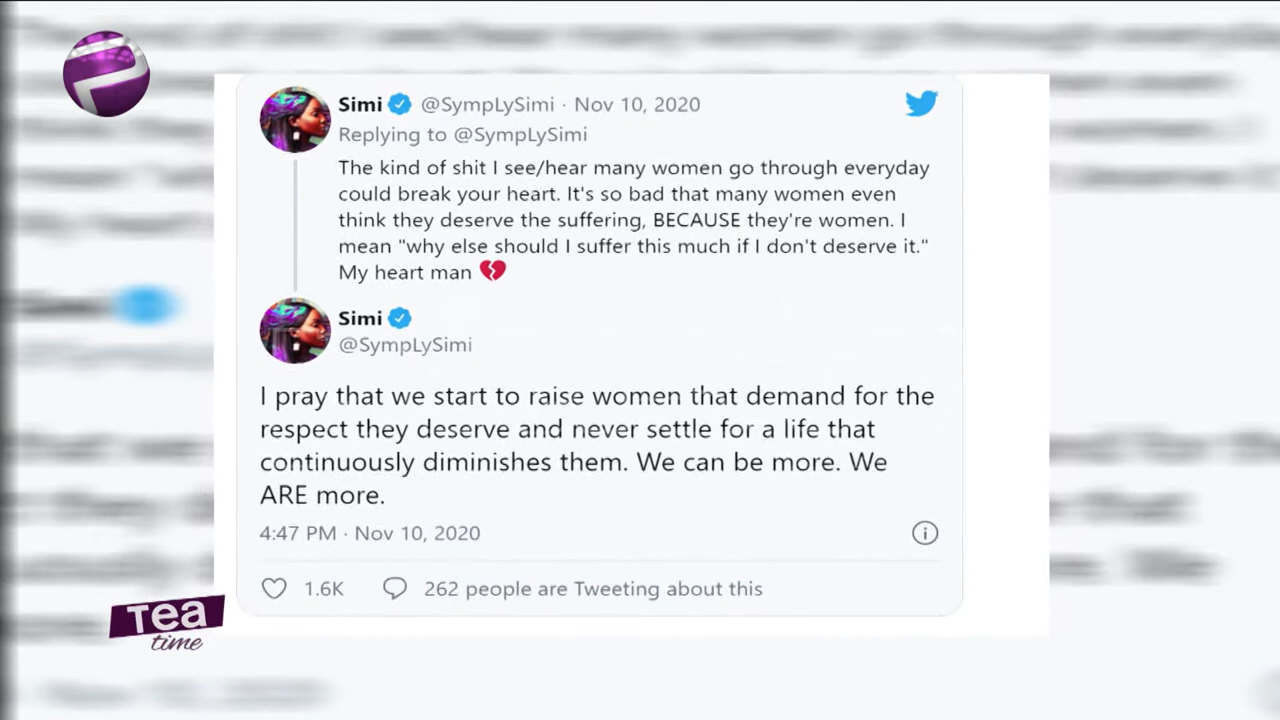 Simi @SympLySimi · Nov 10, 2020
Replying to @SympLySimi
The kind of shit I see/hear many women go through everyday
could break your heart. It's so bad that many women even
think they deserve the suffering, BECAUSE they're women. I
mean "why else should I suffer this much if I don't deserve it."
My heart man 💔
Simi
@SympLySimi
I pray that we start to raise women that demand for the
respect they deserve and never settle for a life that
continuously diminishes them. We can be more. We
ARE more.
4:47 PM · Nov 10, 2020
1.6K 262 people are Tweeting about this
Tea
time